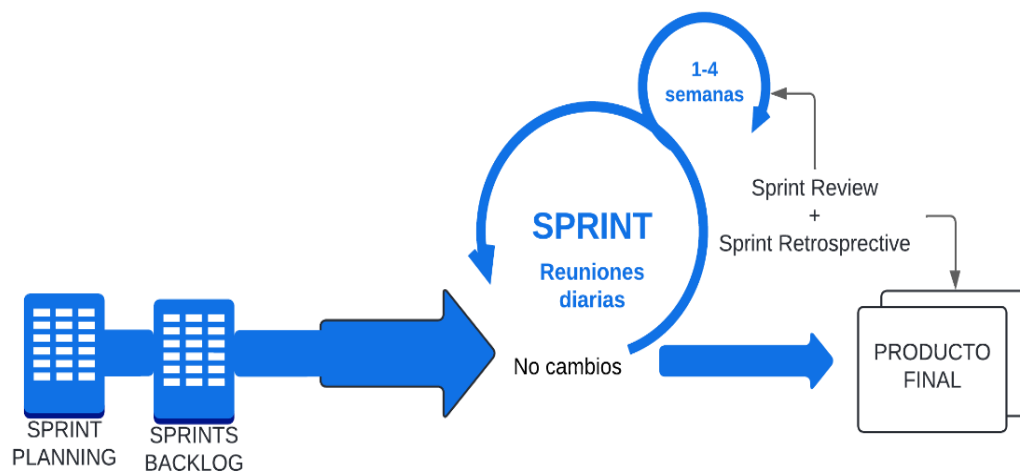 1-4
semanas
Sprint Review
+
Sprint Retrosprective
SPRINT
Reuniones
diarias
No cambios
PRODUCTO
FINAL
SPRINT
PLANNING
SPRINTS
BACKLOG